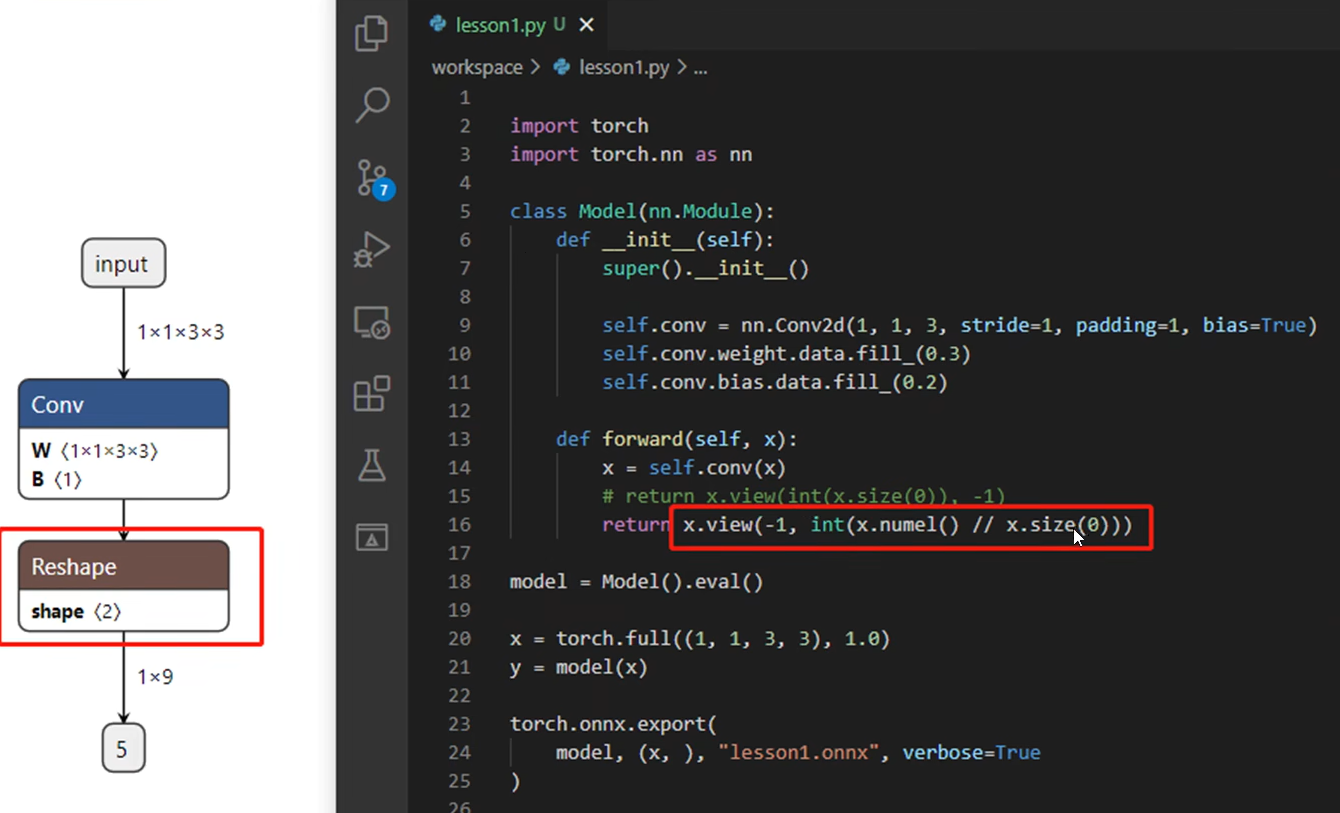 input
1×1×3×3
Conv
W ⟨1×1×3×3⟩
B ⟨1⟩
Reshape
shape ⟨2⟩
1×9
5
7
lesson1.py U ✕
workspace > lesson1.py > ...
1
2 import torch
3 import torch.nn as nn
4
5 class Model(nn.Module):
6 def __init__(self):
7 super().__init__()
8
9 self.conv = nn.Conv2d(1, 1, 3, stride=1, padding=1, bias=True)
10 self.conv.weight.data.fill_(0.3)
11 self.conv.bias.data.fill_(0.2)
12
13 def forward(self, x):
14 x = self.conv(x)
15 # return x.view(int(x.size(0)), -1)
16 return x.view(-1, int(x.numel() // x.size(0)))
17
18 model = Model().eval()
19
20 x = torch.full((1, 1, 3, 3), 1.0)
21 y = model(x)
22
23 torch.onnx.export(
24 model, (x, ), "lesson1.onnx", verbose=True
25 )
26